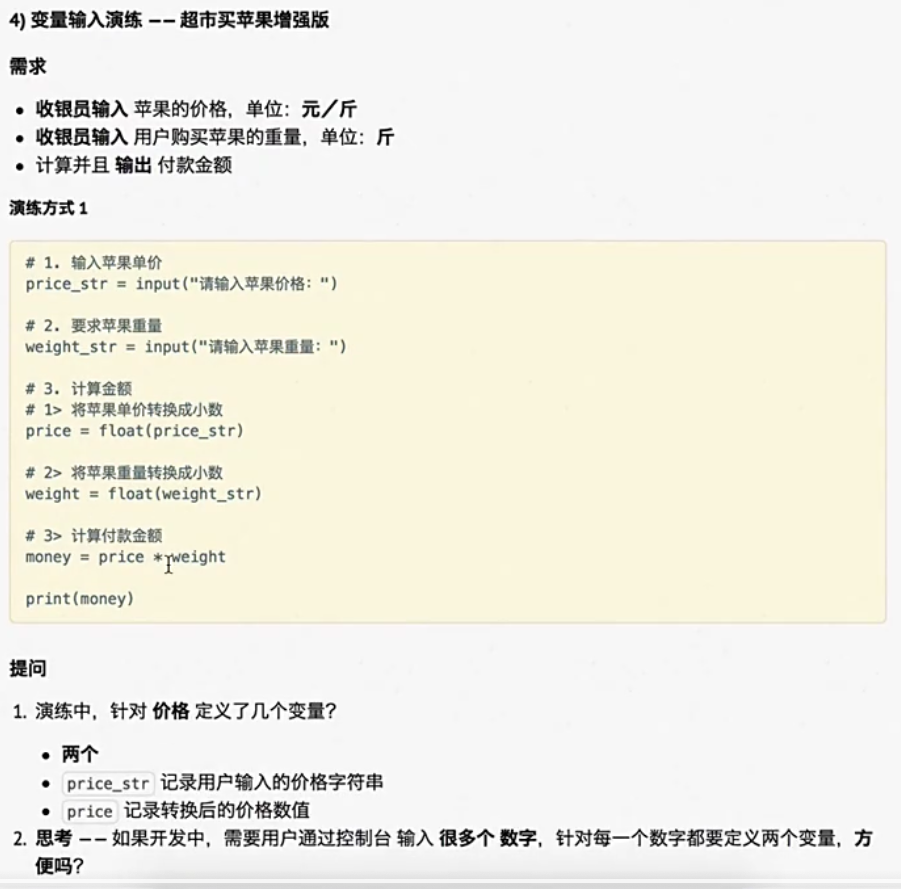 4) 变量输入演练 —— 超市买苹果增强版
需求
• 收银员输入 苹果的价格，单位：元／斤
• 收银员输入 用户购买苹果的重量，单位：斤
• 计算并且 输出 付款金额
演练方式 1
# 1. 输入苹果单价
price_str = input("请输入苹果价格：")
# 2. 要求苹果重量
weight_str = input("请输入苹果重量：")
# 3. 计算金额
# 1> 将苹果单价转换成小数
price = float(price_str)
# 2> 将苹果重量转换成小数
weight = float(weight_str)
# 3> 计算付款金额
money = price * weight
print(money)
提问
1. 演练中，针对 价格 定义了几个变量？
• 两个
• price_str 记录用户输入的价格字符串
• price 记录转换后的价格数值
2. 思考 —— 如果开发中，需要用户通过控制台 输入 很多个 数字，针对每一个数字都要定义两个变量，方
便吗？